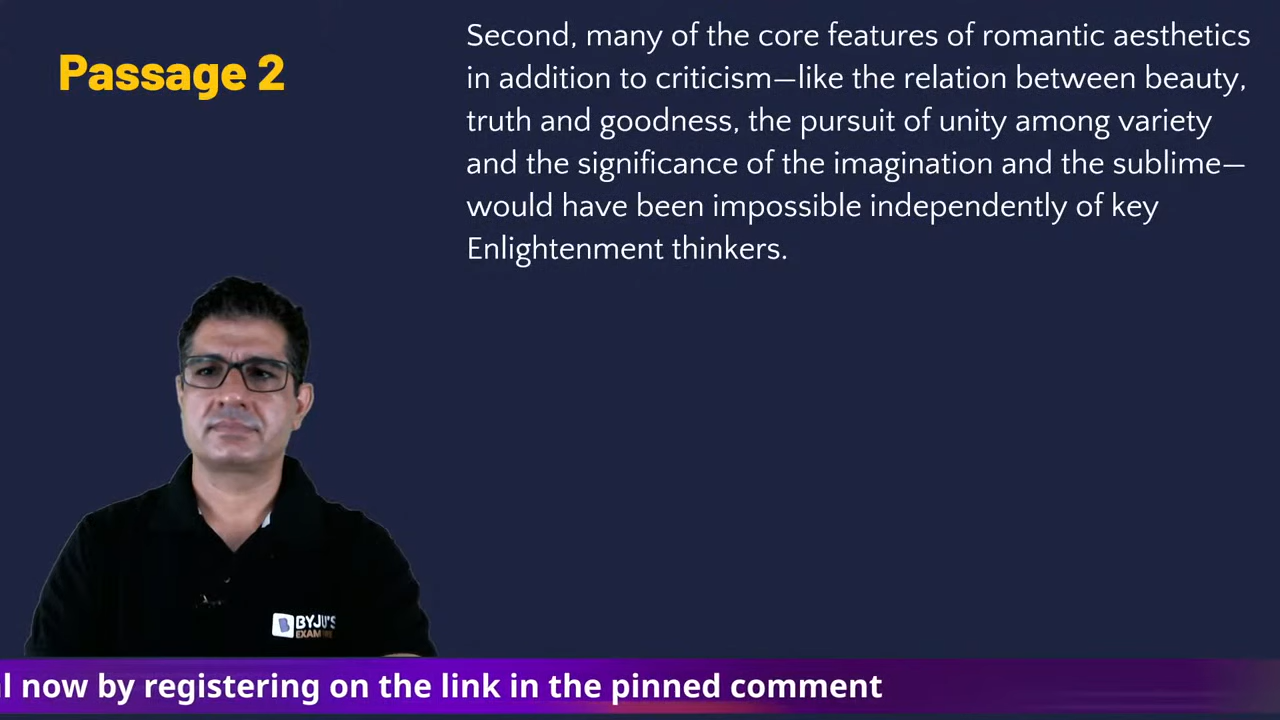 Passage 2
Second, many of the core features of romantic aesthetics
in addition to criticism—like the relation between beauty,
truth and goodness, the pursuit of unity among variety
and the significance of the imagination and the sublime—
would have been impossible independently of key
Enlightenment thinkers.
BYJU'S
EXAM
now by registering on the link in the pinned comment